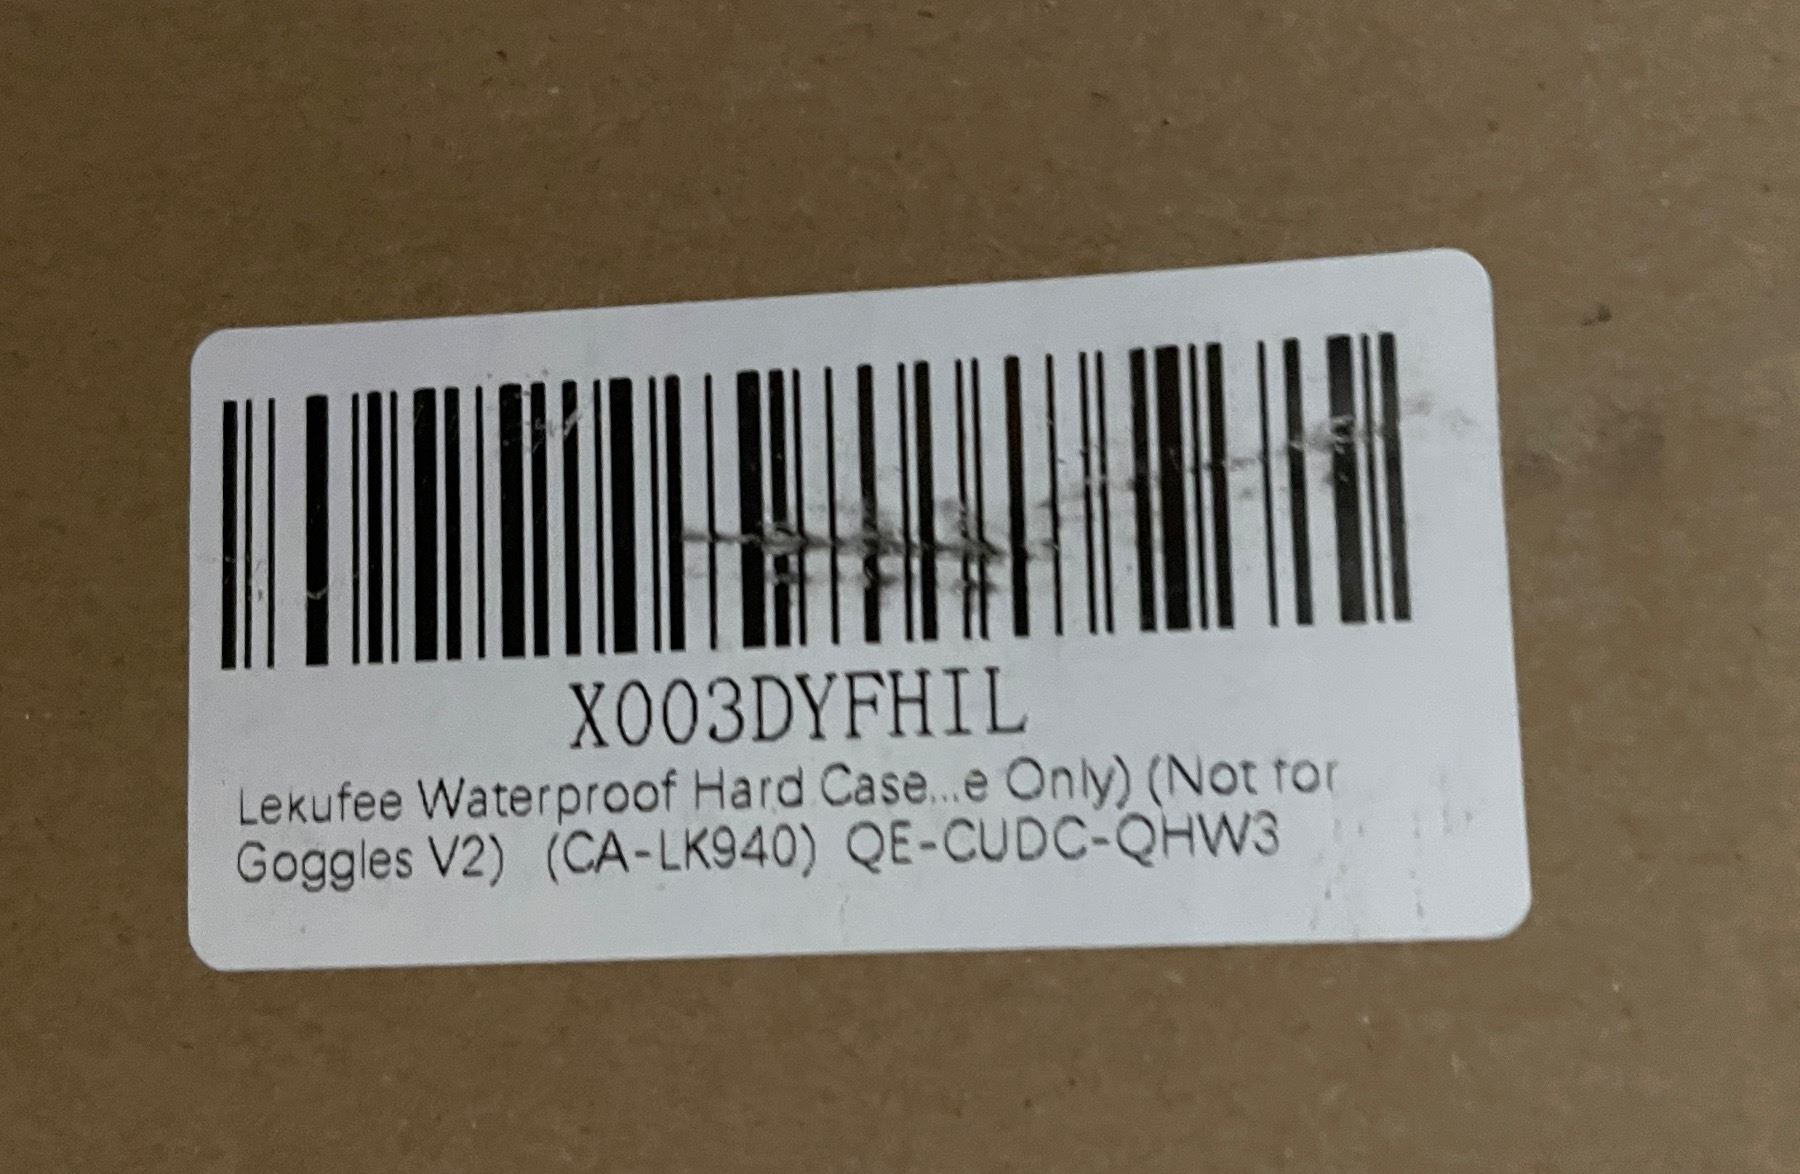 X003DYFHIL
Lekufee Waterproof Hard Case...e Only) (Not for
Goggles V2) (CA-LK940) QE-CUDC-QHW3